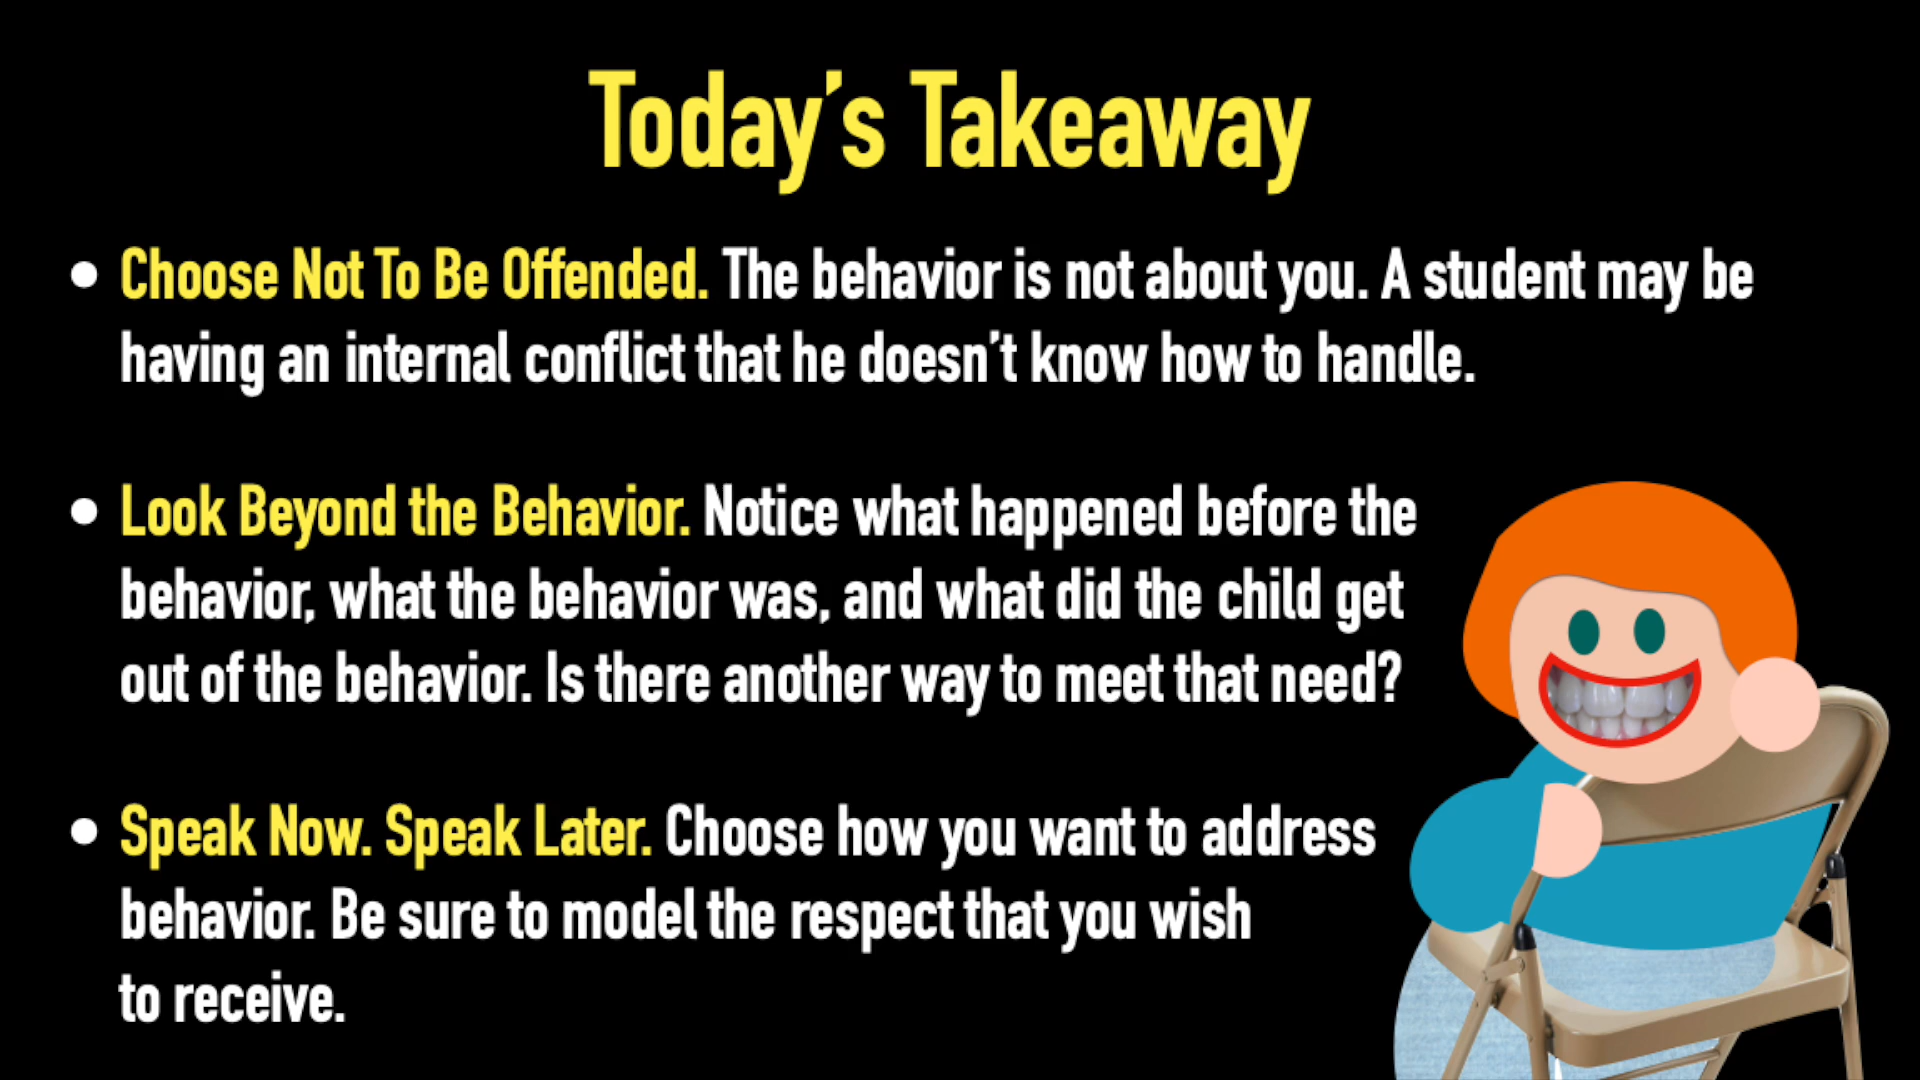 Today’s Takeaway
• Choose Not To Be Offended. The behavior is not about you. A student may be
having an internal conflict that he doesn’t know how to handle.
• Look Beyond the Behavior. Notice what happened before the
behavior, what the behavior was, and what did the child get
out of the behavior. Is there another way to meet that need?
• Speak Now. Speak Later. Choose how you want to address
behavior. Be sure to model the respect that you wish
to receive.